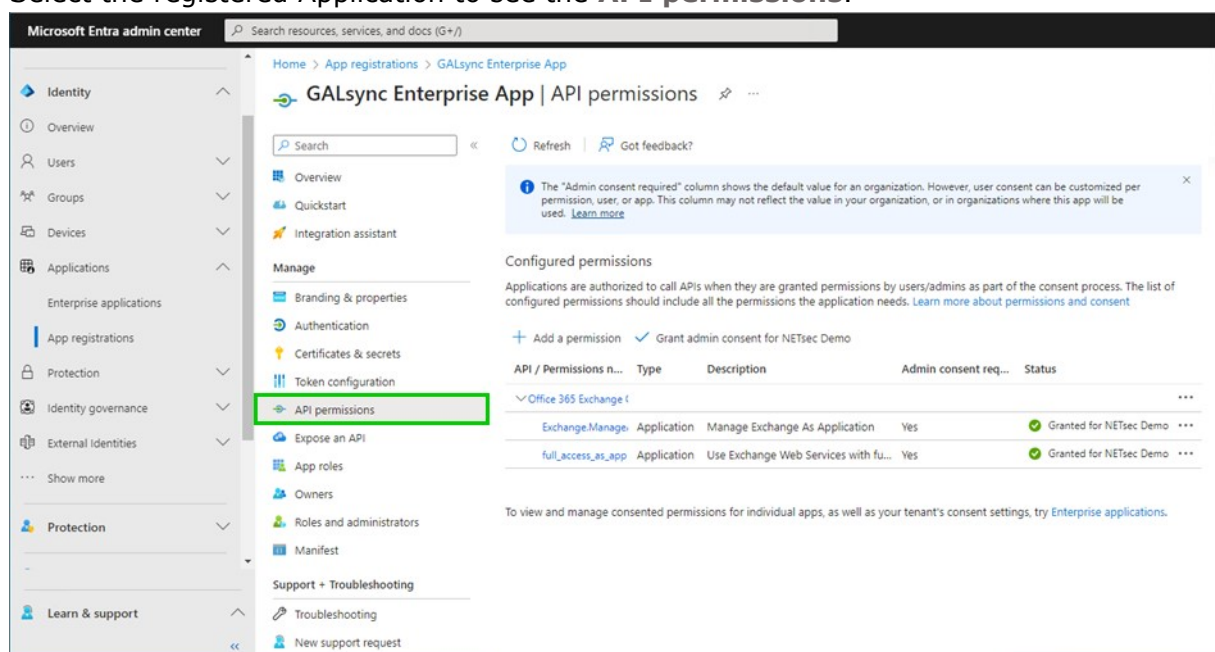 Select the registered Application to see the API permissions.
Microsoft Entra admin center
Search resources, services, and docs (G+/)
Home > App registrations > GALsync Enterprise App
GALsync Enterprise App | API permissions
Identity
Overview
Users
Groups
Devices
Applications
Enterprise applications
App registrations
Protection
Identity governance
External Identities
Show more
Protection
Learn & support
Search
Overview
Quickstart
Integration assistant
Manage
Branding & properties
Authentication
Certificates & secrets
Token configuration
API permissions
Expose an API
App roles
Owners
Roles and administrators
Manifest
Support + Troubleshooting
Troubleshooting
New support request
Refresh
Got feedback?
The "Admin consent required" column shows the default value for an organization. However, user consent can be customized per
permission, user, or app. This column may not reflect the value in your organization, or in organizations where this app will be
used. Learn more
Configured permissions
Applications are authorized to call APIs when they are granted permissions by users/admins as part of the consent process. The list of
configured permissions should include all the permissions the application needs. Learn more about permissions and consent
Add a permission Grant admin consent for NETsec Demo
API / Permissions n... Type Description Admin consent req... Status
Office 365 Exchange
Exchange.Manage Application Manage Exchange As Application Yes Granted for NETsec Demo
full_access_as_app Application Use Exchange Web Services with fu... Yes Granted for NETsec Demo
To view and manage consented permissions for individual apps, as well as your tenant's consent settings, try Enterprise applications.